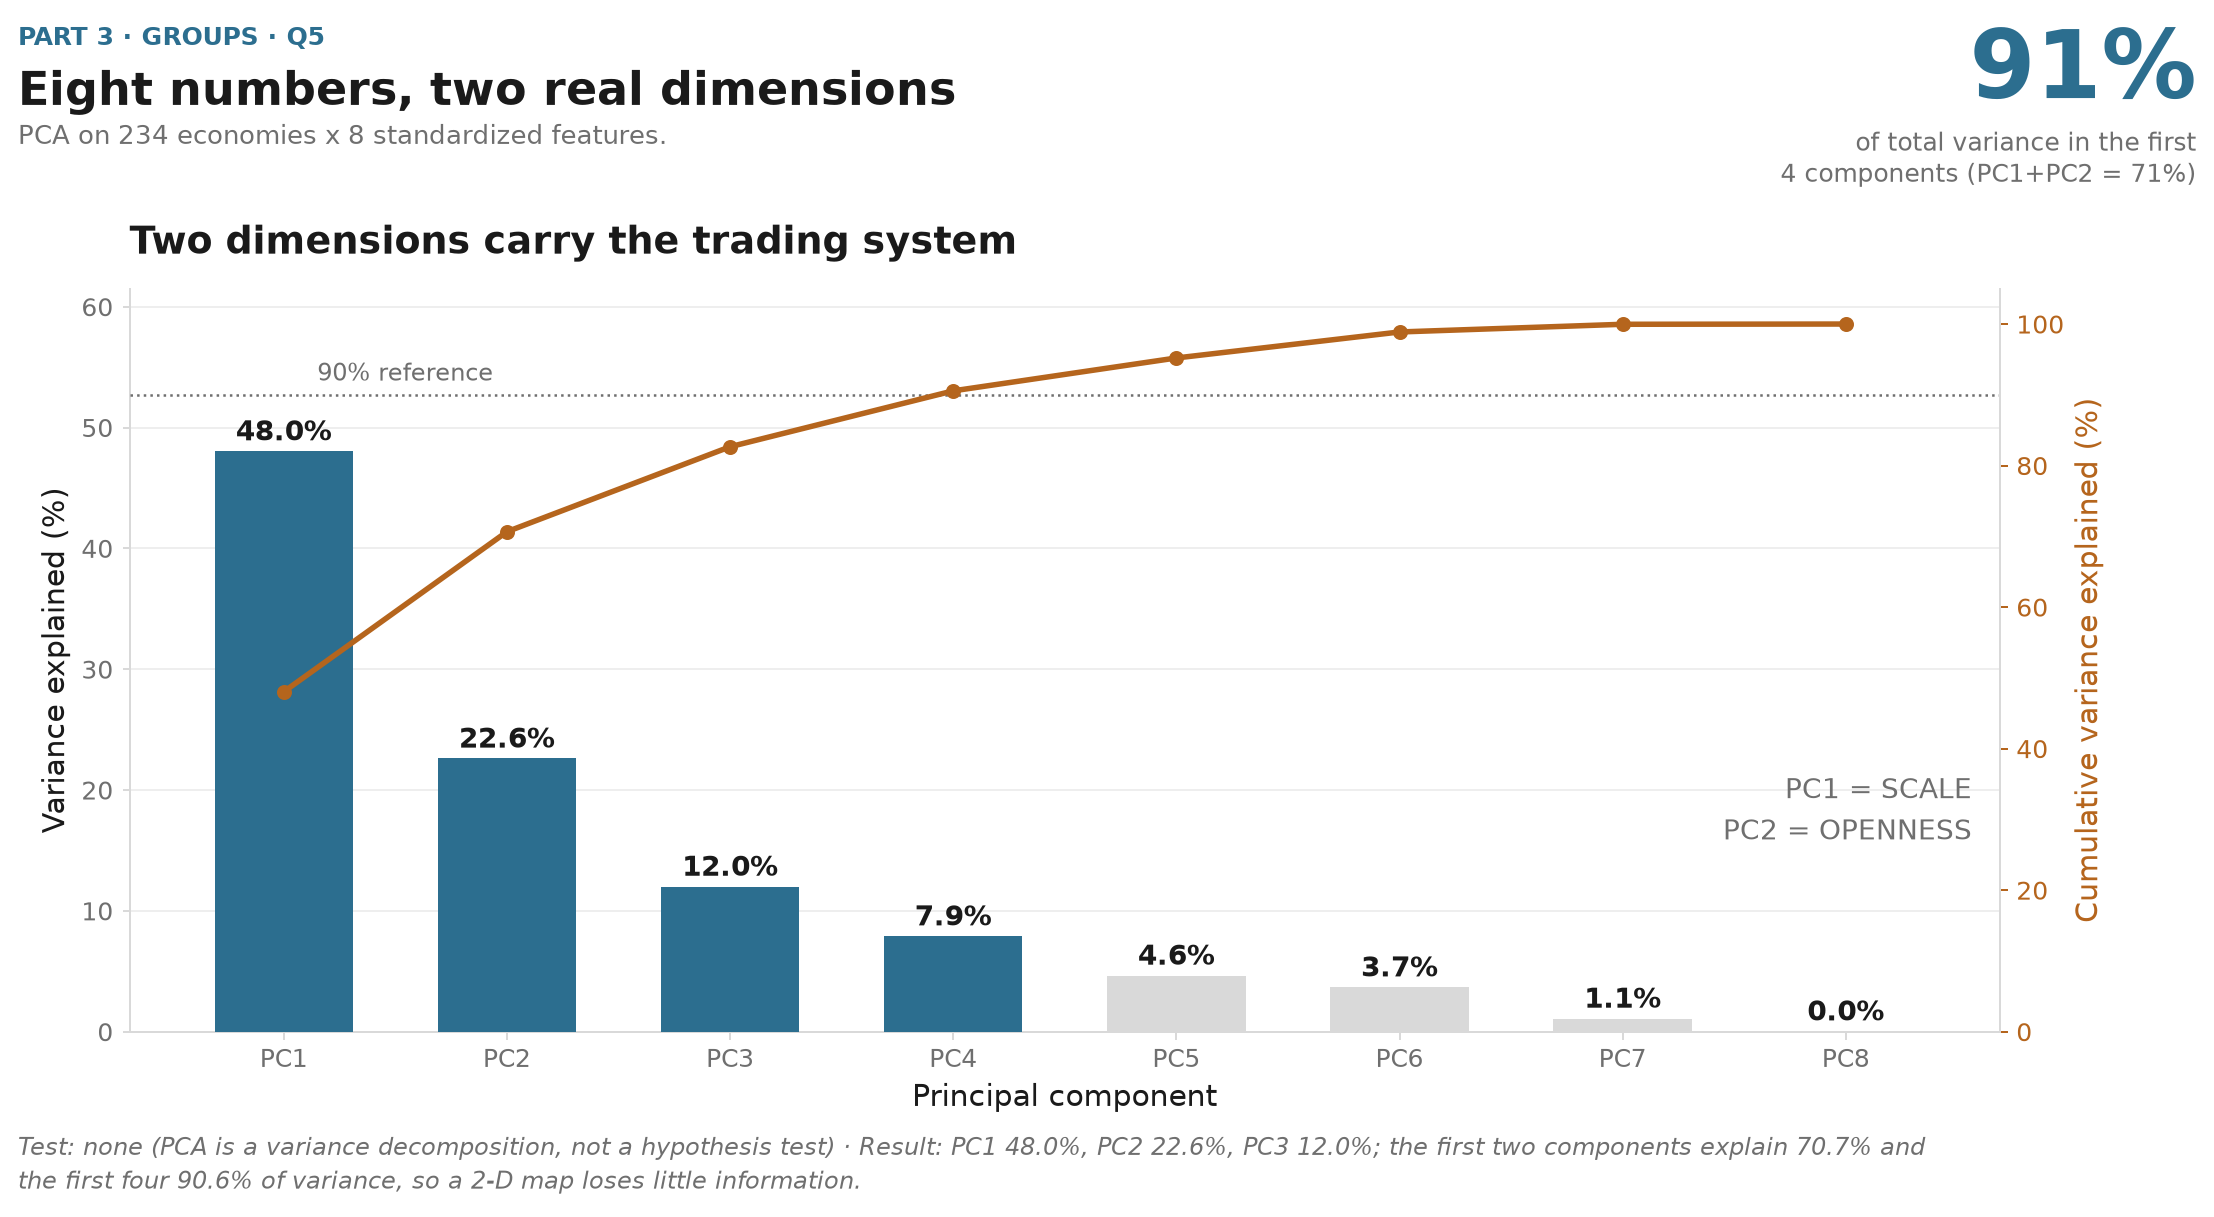 PART 3 · GROUPS · Q5
Eight numbers, two real dimensions
PCA on 234 economies x 8 standardized features.
91%
of total variance in the first
4 components (PC1+PC2 = 71%)
Two dimensions carry the trading system
60
50
40
30
20
10
0
Variance explained (%)
90% reference
48.0%
22.6%
12.0%
7.9%
4.6%
3.7%
1.1%
0.0%
PC1 = SCALE
PC2 = OPENNESS
100
80
60
40
20
0
Cumulative variance explained (%)
PC1
PC2
PC3
PC4
PC5
PC6
PC7
PC8
Principal component
Test: none (PCA is a variance decomposition, not a hypothesis test) · Result: PC1 48.0%, PC2 22.6%, PC3 12.0%; the first two components explain 70.7% and
the first four 90.6% of variance, so a 2-D map loses little information.